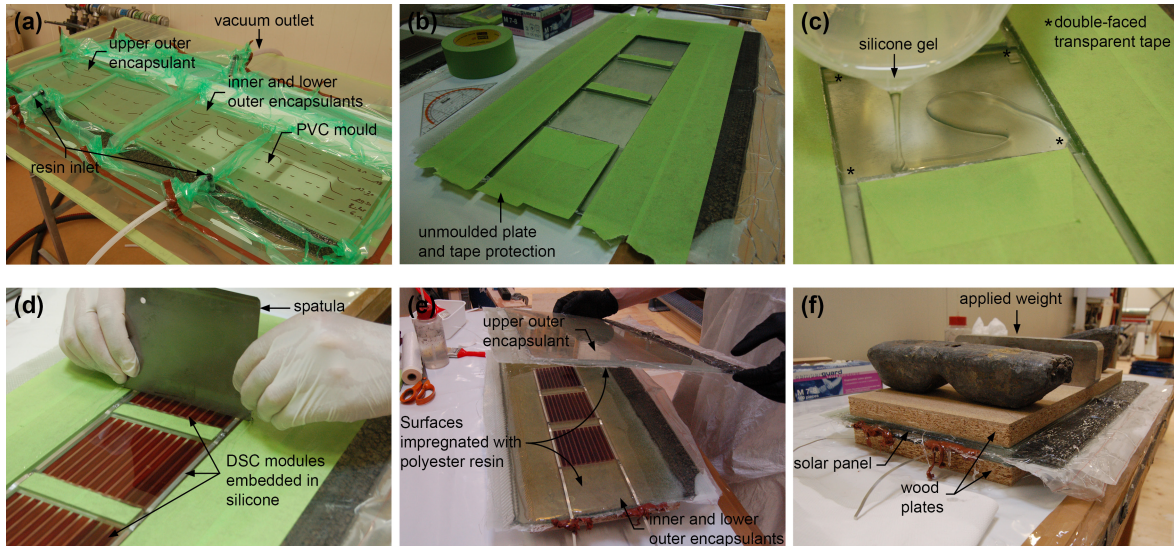 (a)
vacuum outlet
upper outer
encapsulant
inner and lower
outer encapsulants
PVC mould
resin inlet
(b)
unmoulded plate
and tape protection
(c)
silicone gel
* double-faced
transparent tape
*
*
*
*
(d)
spatula
DSC modules
embedded in
silicone
(e)
upper outer
encapsulant
Surfaces
impregnated with
polyester resin
inner and lower
outer encapsulants
(f)
applied weight
solar panel
wood
plates